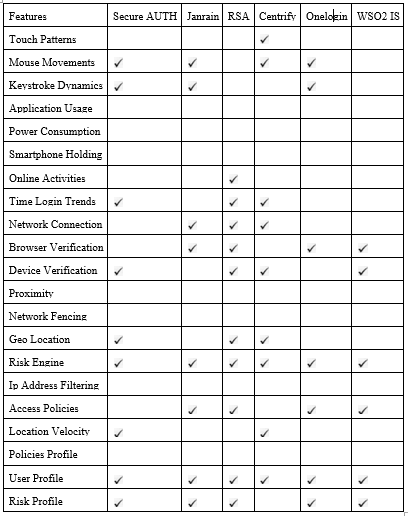 Features Secure AUTH Janrain RSA Centrify Onelogin WSO2 IS
Touch Patterns ✓
Mouse Movements ✓ ✓ ✓ ✓
Keystroke Dynamics ✓ ✓ ✓
Application Usage
Power Consumption
Smartphone Holding
Online Activities ✓
Time Login Trends ✓ ✓ ✓
Network Connection ✓ ✓ ✓
Browser Verification ✓ ✓ ✓ ✓
Device Verification ✓ ✓ ✓ ✓
Proximity
Network Fencing
Geo Location ✓ ✓ ✓
Risk Engine ✓ ✓ ✓ ✓ ✓ ✓
Ip Address Filtering
Access Policies ✓ ✓ ✓ ✓
Location Velocity ✓ ✓
Policies Profile
User Profile ✓ ✓ ✓ ✓ ✓ ✓
Risk Profile ✓ ✓ ✓ ✓ ✓